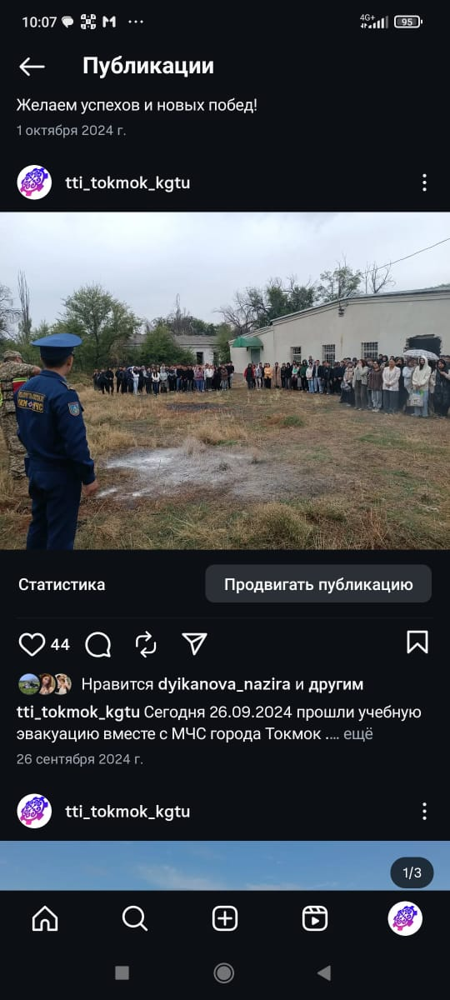 10:07
4G+
95
Публикации
Желаем успехов и новых побед!
1 октября 2024 г.
tti_tokmok_kgtu
Статистика
Продвигать публикацию
44
Нравится dyikanova_nazira и другим
tti_tokmok_kgtu Сегодня 26.09.2024 прошли учебную
эвакуацию вместе с МЧС города Токмок .... ещё
26 сентября 2024 г.
tti_tokmok_kgtu
1/3